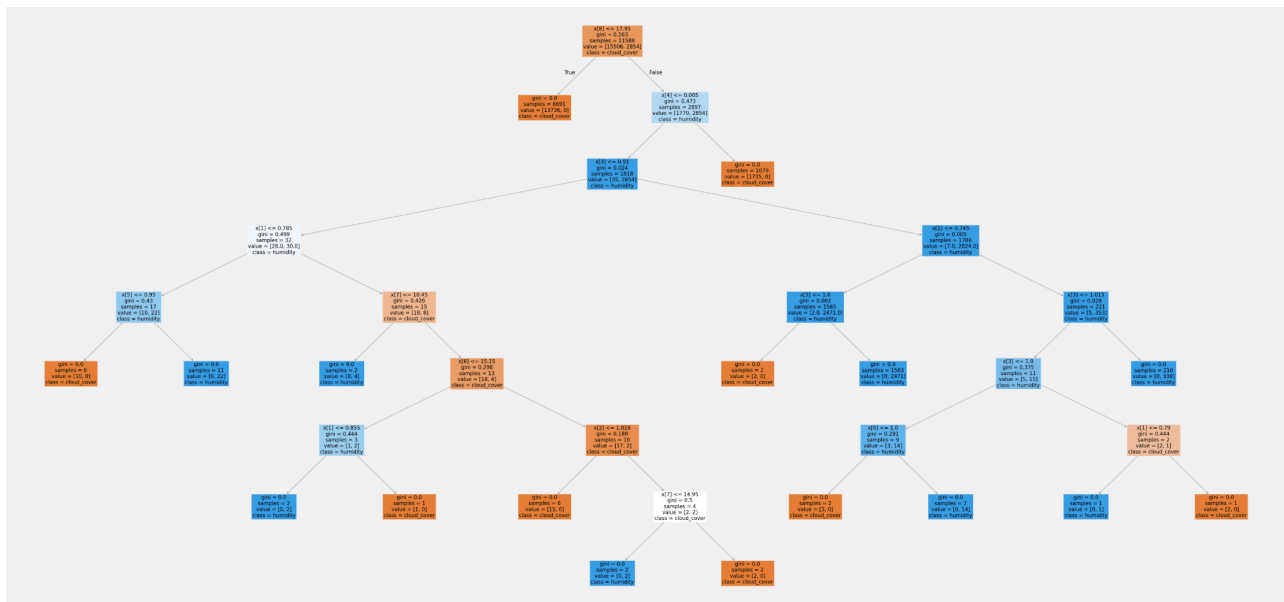 x[8] <= 17.95
gini = 0.263
samples = 11588
value = [15506, 2854]
class = cloud_cover
True
False
gini = 0.0
samples = 8691
value = [13736, 0]
class = cloud_cover
x[4] <= 0.005
gini = 0.473
samples = 2897
value = [1770, 2854]
class = humidity
x[3] <= 0.91
gini = 0.024
samples = 1818
value = [35, 2854]
class = humidity
gini = 0.0
samples = 1079
value = [1735, 0]
class = cloud_cover
x[1] <= 0.785
gini = 0.499
samples = 32
value = [28.0, 30.0]
class = humidity
x[1] <= 0.745
gini = 0.005
samples = 1786
value = [7.0, 2824.0]
class = humidity
x[5] <= 0.95
gini = 0.43
samples = 17
value = [10, 22]
class = humidity
x[7] <= 10.45
gini = 0.426
samples = 15
value = [18, 8]
class = cloud_cover
x[5] <= 1.0
gini = 0.002
samples = 1565
value = [2.0, 2471.0]
class = humidity
x[3] <= 1.015
gini = 0.028
samples = 221
value = [5, 353]
class = humidity
gini = 0.0
samples = 6
value = [10, 0]
class = cloud_cover
gini = 0.0
samples = 11
value = [0, 22]
class = humidity
gini = 0.0
samples = 2
value = [0, 4]
class = humidity
x[6] <= 15.15
gini = 0.298
samples = 13
value = [18, 4]
class = cloud_cover
gini = 0.0
samples = 2
value = [2, 0]
class = cloud_cover
gini = 0.0
samples = 1563
value = [0, 2471]
class = humidity
x[3] <= 1.0
gini = 0.375
samples = 11
value = [5, 15]
class = humidity
gini = 0.0
samples = 210
value = [0, 338]
class = humidity
x[1] <= 0.855
gini = 0.444
samples = 3
value = [1, 2]
class = humidity
x[2] <= 1.016
gini = 0.188
samples = 10
value = [17, 2]
class = cloud_cover
x[5] <= 1.0
gini = 0.291
samples = 9
value = [3, 14]
class = humidity
x[1] <= 0.79
gini = 0.444
samples = 2
value = [2, 1]
class = cloud_cover
gini = 0.0
samples = 2
value = [0, 2]
class = humidity
gini = 0.0
samples = 1
value = [1, 0]
class = cloud_cover
gini = 0.0
samples = 6
value = [15, 0]
class = cloud_cover
x[7] <= 14.95
gini = 0.5
samples = 4
value = [2, 2]
class = cloud_cover
gini = 0.0
samples = 2
value = [3, 0]
class = cloud_cover
gini = 0.0
samples = 7
value = [0, 14]
class = humidity
gini = 0.0
samples = 1
value = [0, 1]
class = humidity
gini = 0.0
samples = 1
value = [2, 0]
class = cloud_cover
gini = 0.0
samples = 2
value = [0, 2]
class = humidity
gini = 0.0
samples = 2
value = [2, 0]
class = cloud_cover